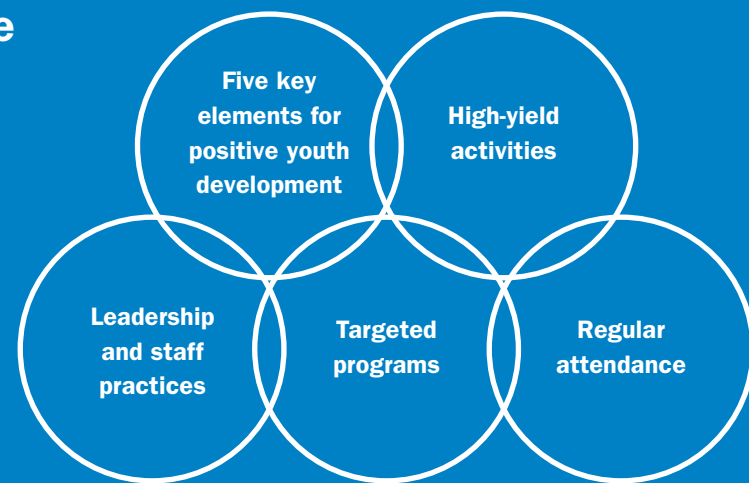 e
Five key
elements for
positive youth
development
High-yield
activities
Leadership
and staff
practices
Targeted
programs
Regular
attendance